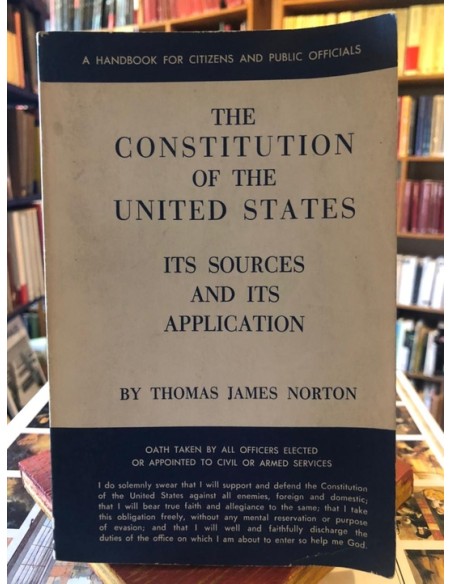 A HANDBOOK FOR CITIZENS AND PUBLIC OFFICIALS
THE
CONSTITUTION
OF THE
UNITED STATES
ITS SOURCES
AND ITS
APPLICATION
BY THOMAS JAMES NORTON
OATH TAKEN BY ALL OFFICERS ELECTED
OR APPOINTED TO CIVIL OR ARMED SERVICES
I do solemnly swear that I will support and defend the Constitution
of the United States against all enemies, foreign and domestic;
that I will bear true faith and allegiance to the same; that I take
this obligation freely, without any mental reservation or purpose
of evasion; and that I will well and faithfully discharge the
duties of the office on which I am about to enter so help me God.